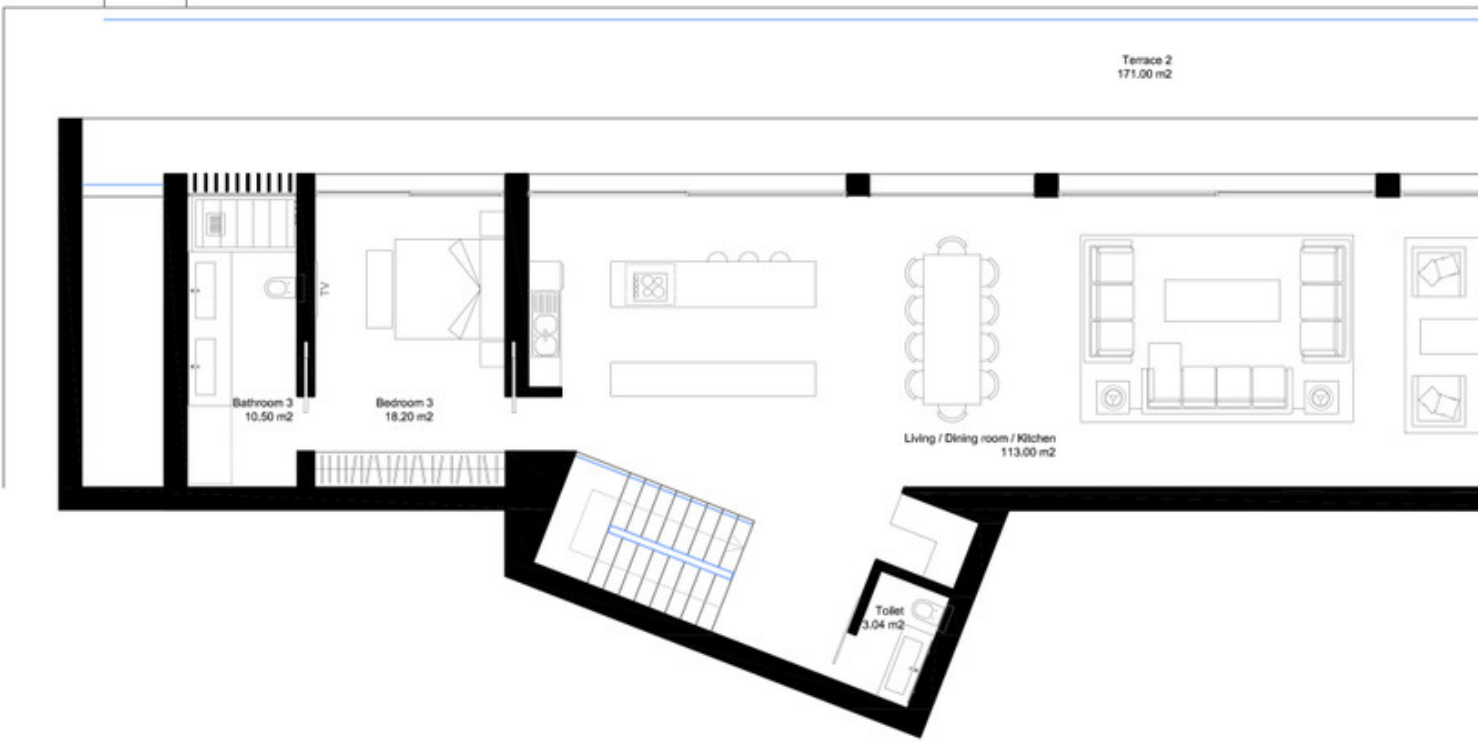 Terrace 2
171.00 m2
TV
Bathroom 3
10.50 m2
Bedroom 3
18.20 m2
Living / Dining room / Kitchen
113.00 m2
Toilet
3.04 m2